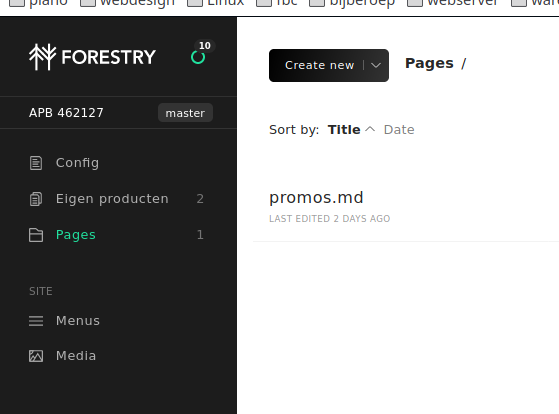 piano webdesign Linux fbc bijberoep webserver
FORESTRY 10
APB 462127 master
Config
Eigen producten 2
Pages 1
SITE
Menus
Media
Create new Pages /
Sort by: Title Date
promos.md
LAST EDITED 2 DAYS AGO